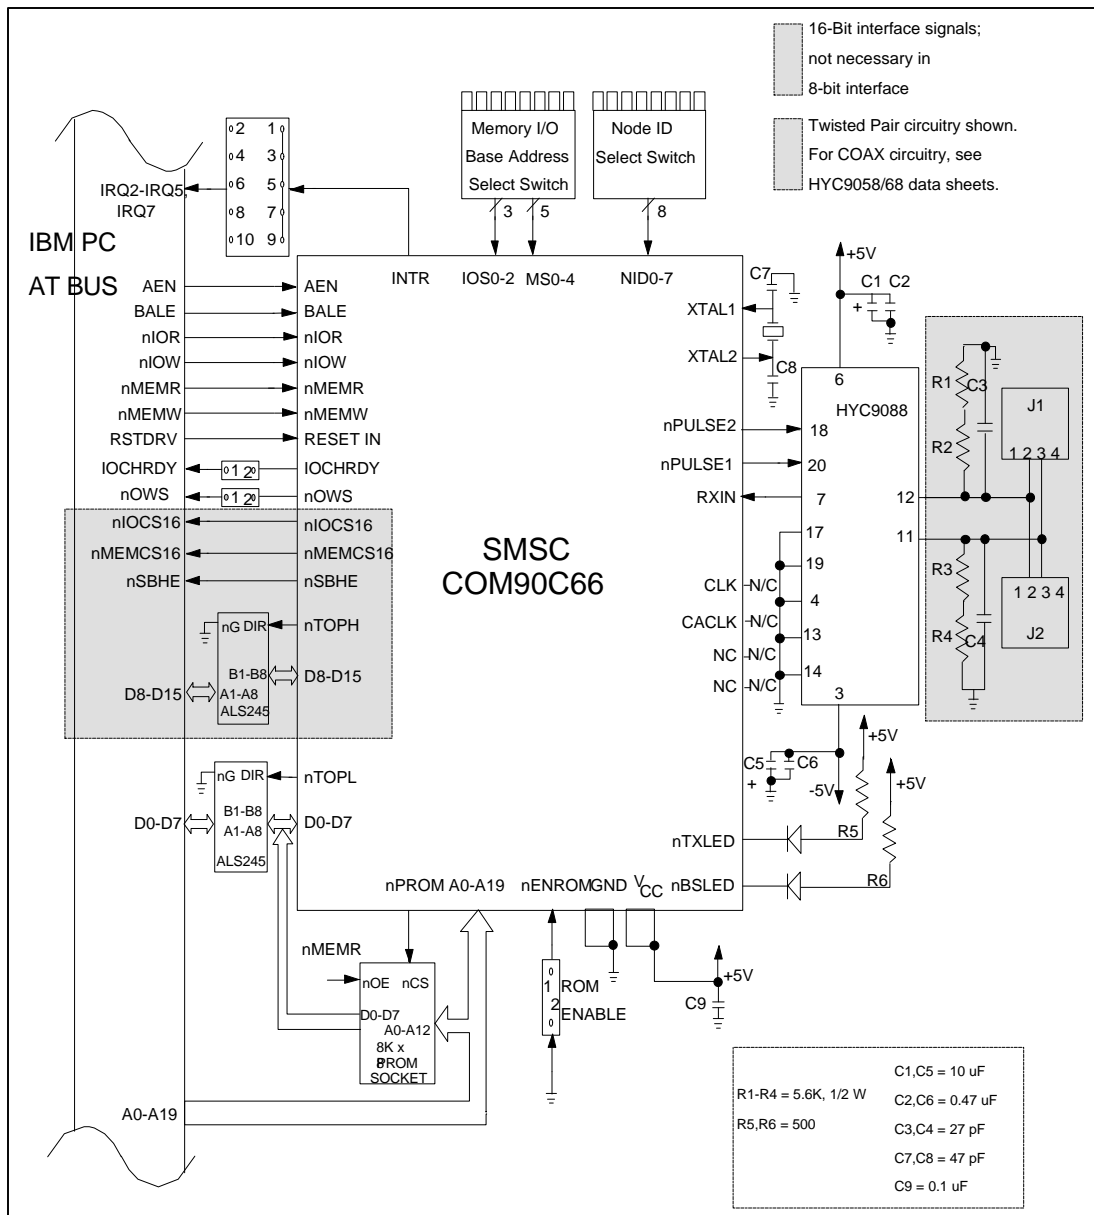 16-Bit interface signals;
not necessary in
8-bit interface
Twisted Pair circuitry shown.
For COAX circuitry, see
HYC9058/68 data sheets.
Memory I/O
Base Address
Select Switch
3
5
Node ID
Select Switch
8
2 1
4 3
6 5
8 7
10 9
IRQ2-IRQ5,
IRQ7
IBM PC
AT BUS
INTR
IOS0-2
MS0-4
NID0-7
AEN
AEN
BALE
BALE
nIOR
nIOR
nIOW
nIOW
nMEMR
nMEMR
nMEMW
nMEMW
RSTDRV
RESET IN
IOCHRDY
1 2
IOCHRDY
nOWS
1 2
nOWS
nIOCS16
nIOCS16
nMEMCS16
nMEMCS16
nSBHE
nSBHE
nG DIR
nTOPH
B1-B8
D8-D15
D8-D15
A1-A8
ALS245
nG DIR
nTOPL
B1-B8
D0-D7
A1-A8
D0-D7
ALS245
SMSC
COM90C66
XTAL1
XTAL2
C7
C8
nPULSE2
nPULSE1
RXIN
CLK
N/C
CACLK
N/C
NC
N/C
NC
N/C
nTXLED
nBSLED
+5V
C1 C2
+
6
HYC9088
18
20
7
17
19
4
13
14
3
12
11
R1
C3
R2
J1
1 2 3 4
R3
R4
C4
1 2 3 4
J2
C5
C6
+
-5V
+5V
R5
+5V
R6
nPROM
A0-A19
nENROM
GND
VCC
nMEMR
nOE nCS
D0-D7
A0-A12
8K x
8
PROM
SOCKET
1
2
ROM
ENABLE
+5V
C9
A0-A19
R1-R4 = 5.6K, 1/2 W
R5,R6 = 500
C1,C5 = 10 uF
C2,C6 = 0.47 uF
C3,C4 = 27 pF
C7,C8 = 47 pF
C9 = 0.1 uF